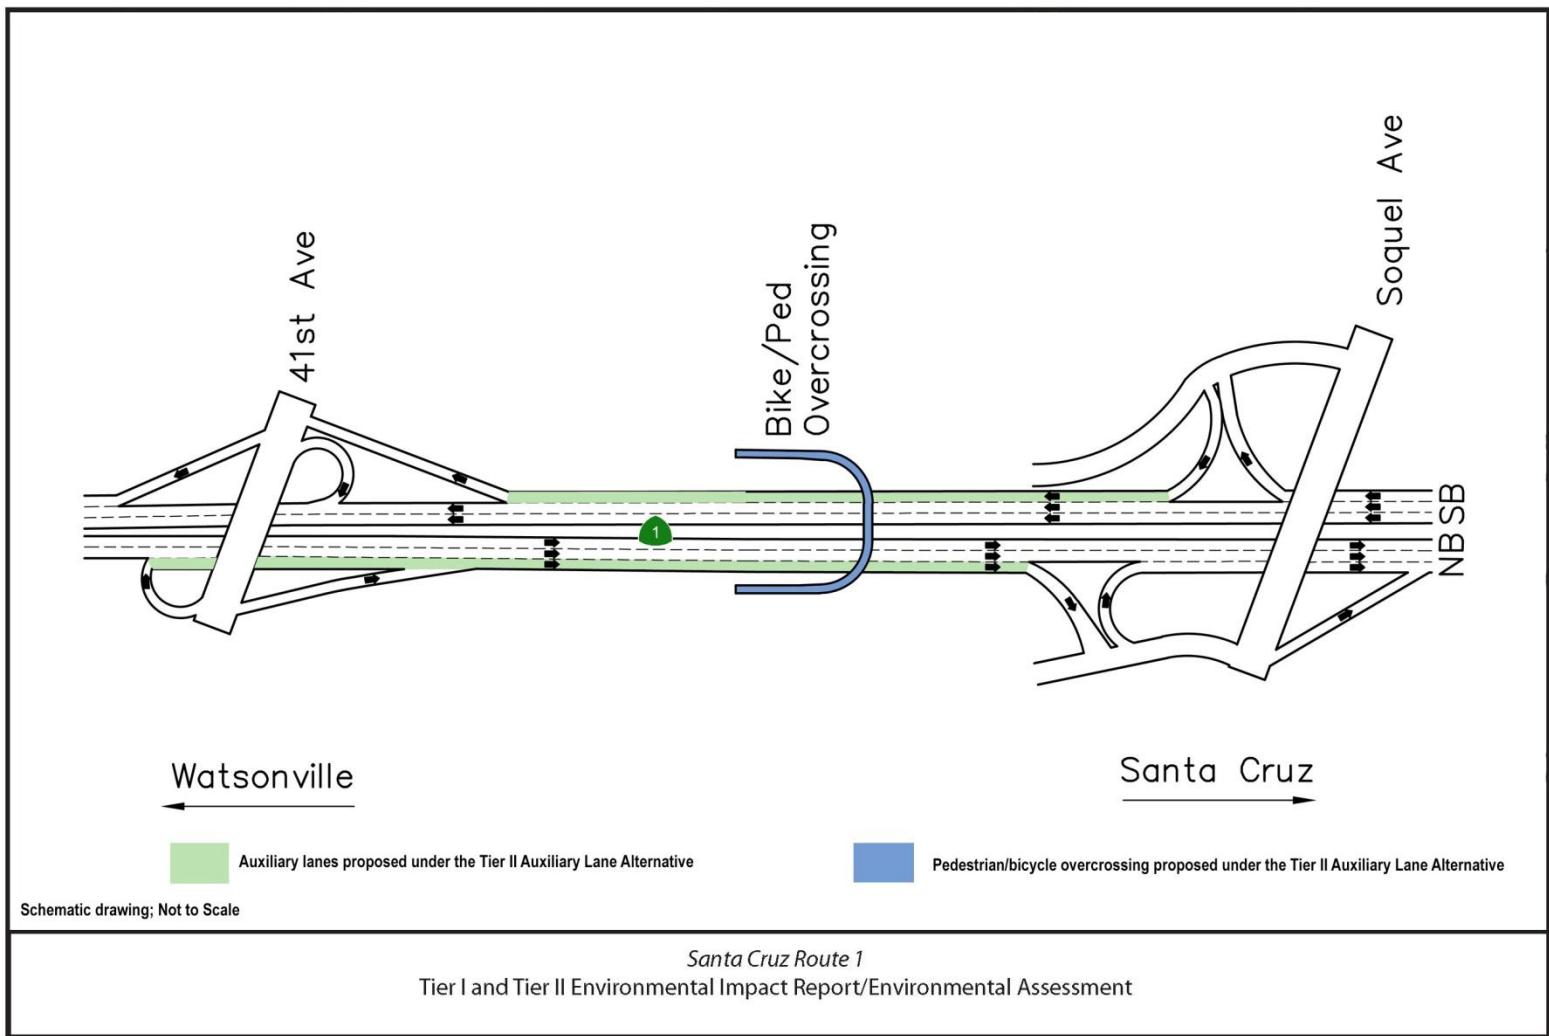 Soquel Ave
41st Ave
Bike/Ped
Overcrossing
1
SB
NB
Watsonville
Santa Cruz
Auxiliary lanes proposed under the Tier II Auxiliary Lane Alternative
Pedestrian/bicycle overcrossing proposed under the Tier II Auxiliary Lane Alternative
Schematic drawing; Not to Scale
Santa Cruz Route 1
Tier I and Tier II Environmental Impact Report/Environmental Assessment